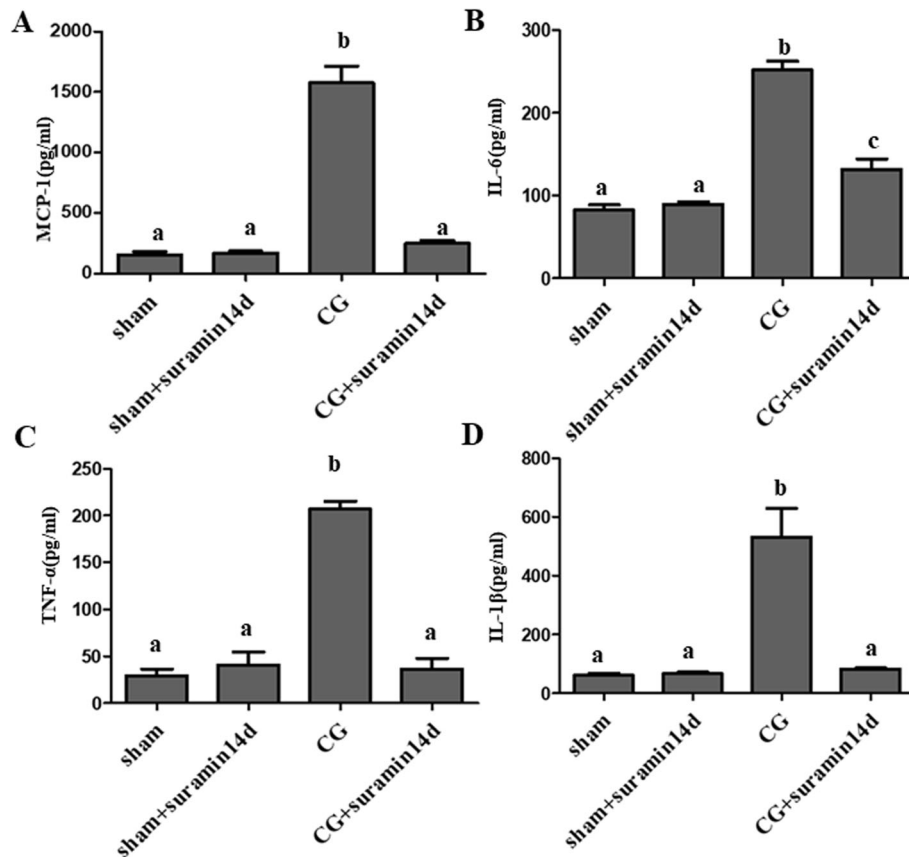 A
MCP-1(pg/ml)
2000
1500
1000
500
0
a
a
b
a
sham
sham+suramin14d
CG
CG+suramin14d
B
IL-6(pg/ml)
300
200
100
0
a
a
b
c
sham
sham+suramin14d
CG
CG+suramin14d
C
TNF-α(pg/ml)
250
200
150
100
50
0
a
a
b
a
sham
sham+suramin14d
CG
CG+suramin14d
D
IL-1β(pg/ml)
800
600
400
200
0
a
a
b
a
sham
sham+suramin14d
CG
CG+suramin14d